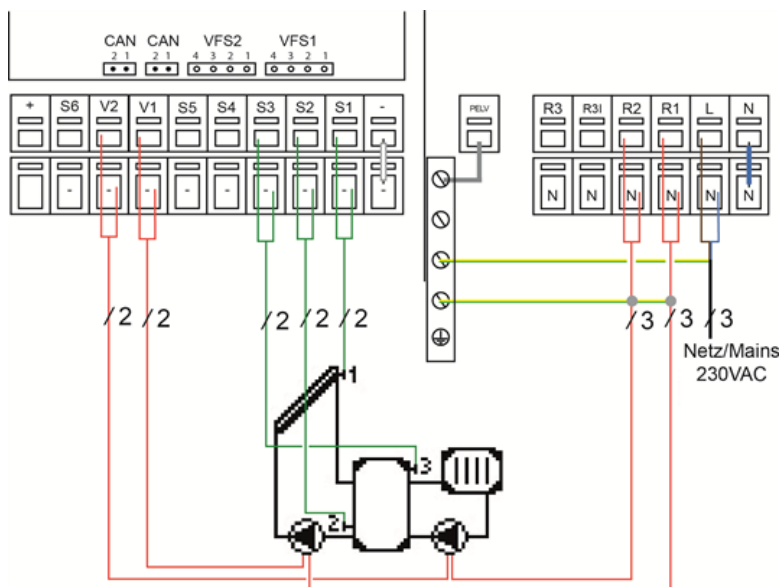 CAN CAN VFS2 VFS1
2 1 2 1 4 3 2 1 4 3 2 1
+ S6 V2 V1 S5 S4 S3 S2 S1 -
- - - - - - - - -
PELV
R3 R3I R2 R1 L N
N N N N N N
/2 /2 /2 /2 /2
/3 /3 /3
Netz/Mains
230VAC
1
3
2